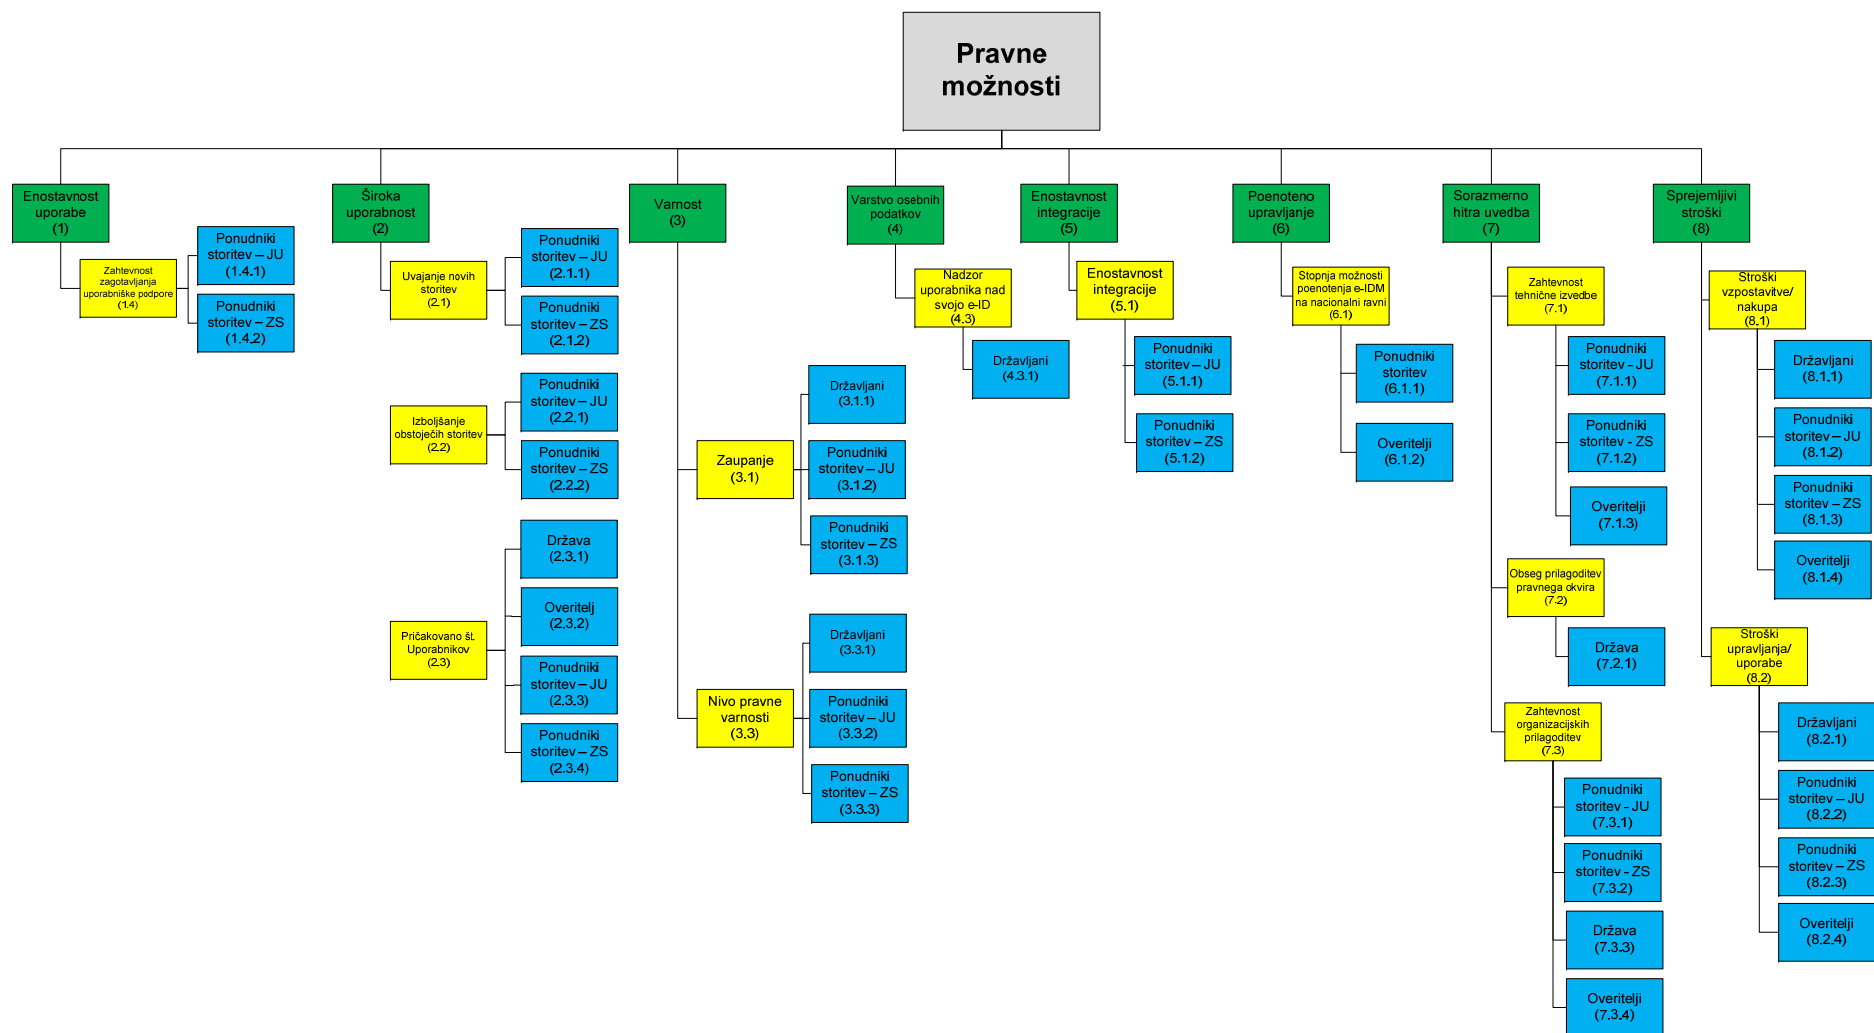 Pravne
možnosti
Enostavnost
uporabe
(1)
Zahtevnost
zagotavljanja
uporabniške podpore
(1.4)
Ponudniki
storitev – JU
(1.4.1)
Ponudniki
storitev – ZS
(1.4.2)
Široka
uporabnost
(2)
Uvajanje novih
storitev
(2.1)
Ponudniki
storitev – JU
(2.1.1)
Ponudniki
storitev – ZS
(2.1.2)
Izboljšanje
obstoječih storitev
(2.2)
Ponudniki
storitev – JU
(2.2.1)
Ponudniki
storitev – ZS
(2.2.2)
Pričakovano št.
Uporabnikov
(2.3)
Država
(2.3.1)
Overitelj
(2.3.2)
Ponudniki
storitev – JU
(2.3.3)
Ponudniki
storitev – ZS
(2.3.4)
Varnost
(3)
Zaupanje
(3.1)
Državljani
(3.1.1)
Ponudniki
storitev – JU
(3.1.2)
Ponudniki
storitev – ZS
(3.1.3)
Nivo pravne
varnosti
(3.3)
Državljani
(3.3.1)
Ponudniki
storitev – JU
(3.3.2)
Ponudniki
storitev – ZS
(3.3.3)
Varstvo osebnih
podatkov
(4)
Nadzor
uporabnika nad
svojo e-ID
(4.3)
Državljani
(4.3.1)
Enostavnost
integracije
(5)
Enostavnost
integracije
(5.1)
Ponudniki
storitev – JU
(5.1.1)
Ponudniki
storitev – ZS
(5.1.2)
Poenoteno
upravljanje
(6)
Stopnja možnosti
poenotenja e-IDM
na nacionalni ravni
(6.1)
Ponudniki
storitev
(6.1.1)
Overitelji
(6.1.2)
Sorazmerno
hitra uvedba
(7)
Zahtevnost
tehnične izvedbe
(7.1)
Ponudniki
storitev - JU
(7.1.1)
Ponudniki
storitev - ZS
(7.1.2)
Overitelji
(7.1.3)
Obseg prilagoditev
pravnega okvira
(7.2)
Država
(7.2.1)
Zahtevnost
organizacijskih
prilagoditev
(7.3)
Ponudniki
storitev - JU
(7.3.1)
Ponudniki
storitev - ZS
(7.3.2)
Država
(7.3.3)
Overitelji
(7.3.4)
Sprejemljivi
stroški
(8)
Stroški
vzpostavitve/
nakupa
(8.1)
Državljani
(8.1.1)
Ponudniki
storitev – JU
(8.1.2)
Ponudniki
storitev – ZS
(8.1.3)
Overitelji
(8.1.4)
Stroški
upravljanja/
uporabe
(8.2)
Državljani
(8.2.1)
Ponudniki
storitev – JU
(8.2.2)
Ponudniki
storitev – ZS
(8.2.3)
Overitelji
(8.2.4)